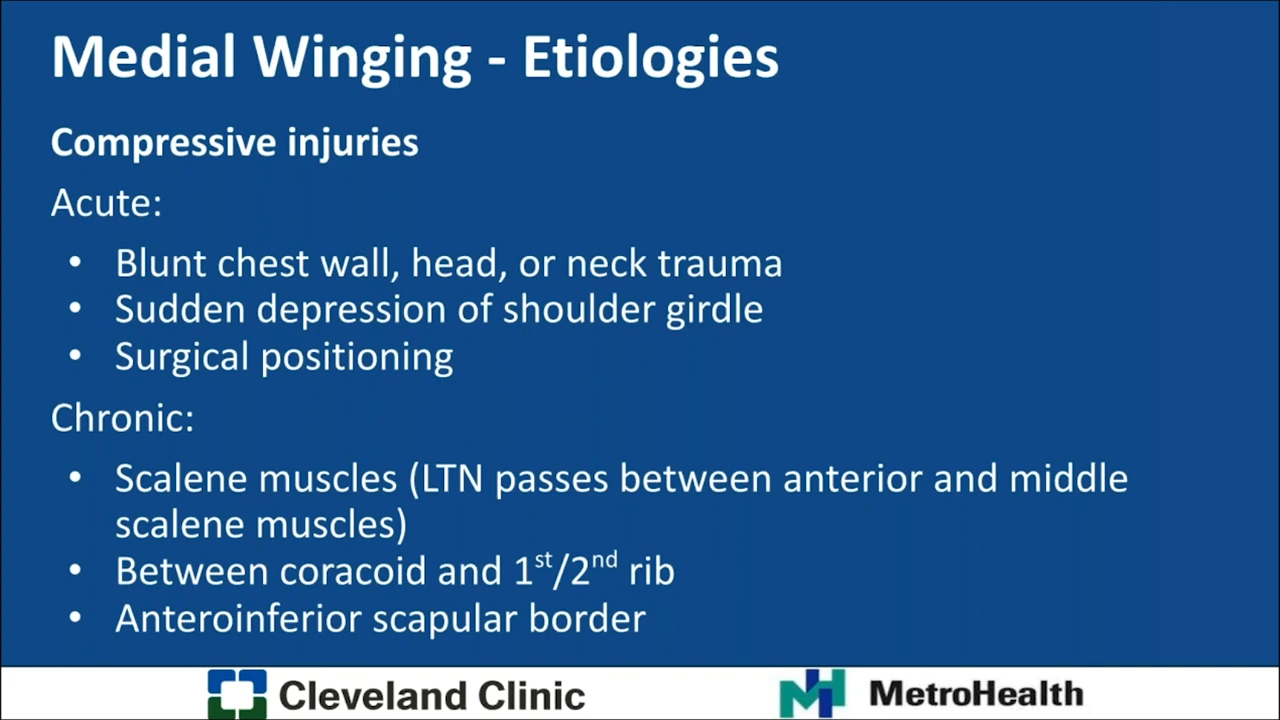 Medial Winging - Etiologies
Compressive injuries
Acute:
• Blunt chest wall, head, or neck trauma
• Sudden depression of shoulder girdle
• Surgical positioning
Chronic:
• Scalene muscles (LTN passes between anterior and middle
scalene muscles)
• Between coracoid and 1st/2nd rib
• Anteroinferior scapular border
Cleveland Clinic
MetroHealth